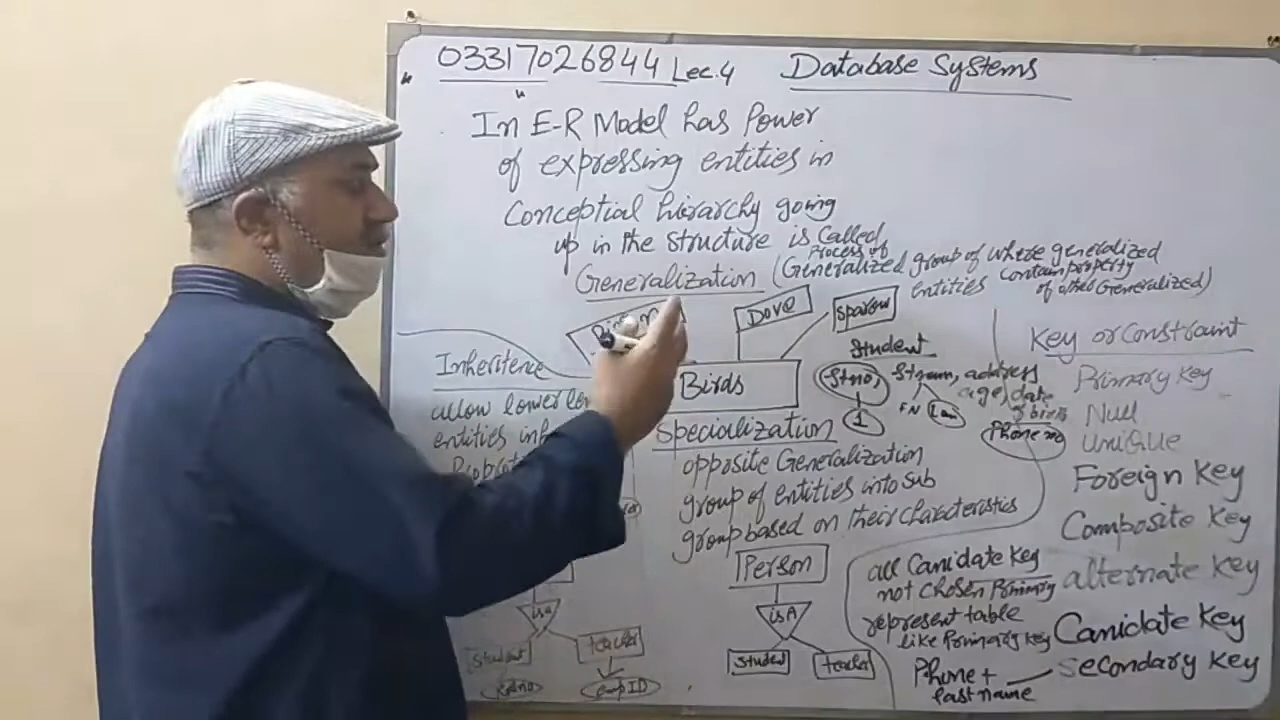 03317026844 Lec.4 Database Systems
In E-R Model has Power
of expressing entities in
Conceptial hierarchy going
up in the structure is Called
Generalization (Process of
Generalized group of where generalized
entities contain property
of other Generalized)
Dove
Sparow
Birds
Inheritence
allow lower
entities
isa
Student
teacher
Rollno
empID
Specialization
opposite Generalization
group of entities into sub
group based on their characteristics
Person
isA
Student
teacher
Student
Stno, Stnam, address
age, date
of birth
FN
1
Phone no
all Canidate Key
not chosen Primary
represent table
like Primary Key
Phone +
last name
Key or Constraint
Primary Key
Null
UniQue
Foreign Key
Composite Key
alternate Key
Canidate Key
Secondary Key